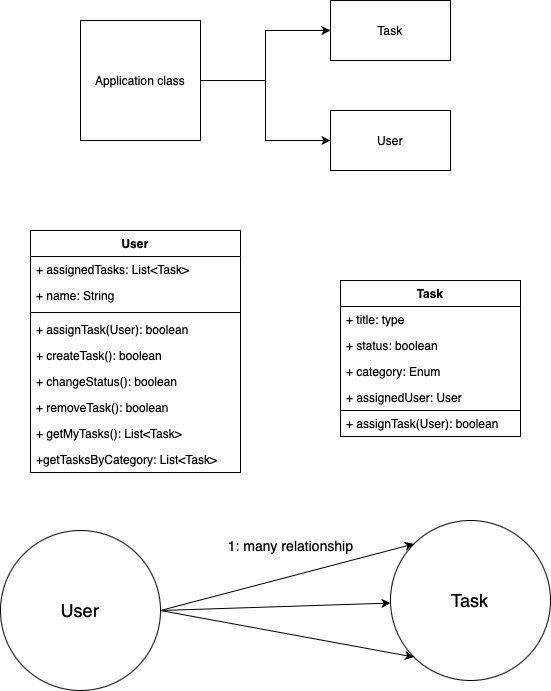 Task
Application class
User
User
+ assignedTasks: List<Task>
+ name: String
+ assignTask(User): boolean
+ createTask(): boolean
+ changeStatus(): boolean
+ removeTask(): boolean
+ getMyTasks(): List<Task>
+getTasksByCategory: List<Task>
Task
+ title: type
+ status: boolean
+ category: Enum
+ assignedUser: User
+ assignTask(User): boolean
1: many relationship
User
Task